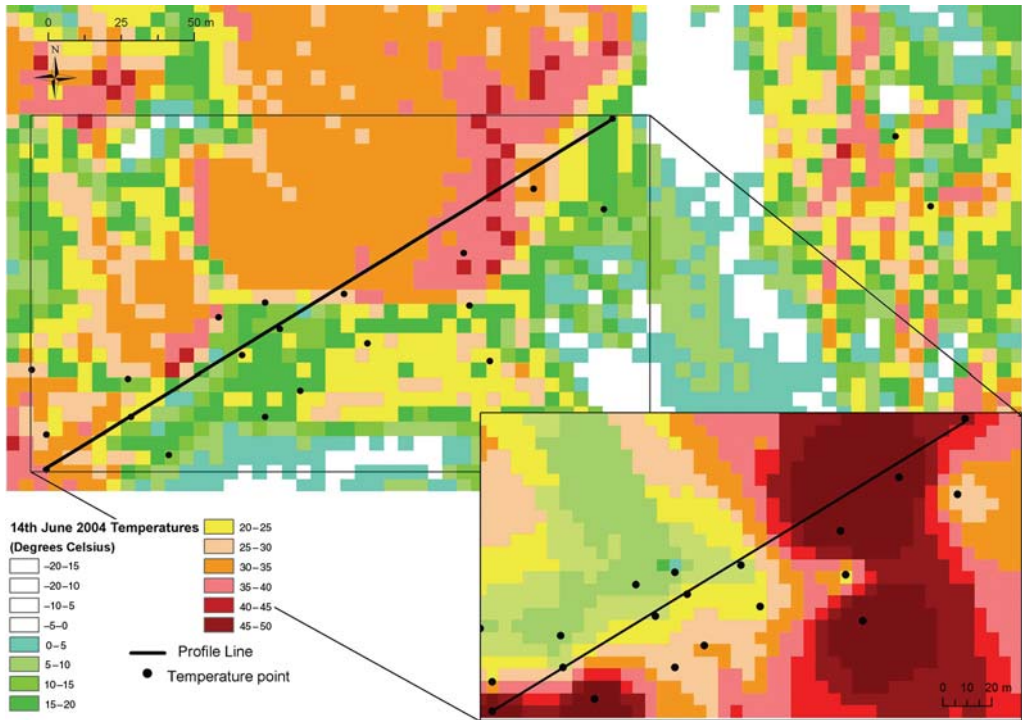 0 25 50 m
N
14th June 2004 Temperatures
(Degrees Celsius)
–20–15
–20–10
–10–5
–5–0
0–5
5–10
10–15
15–20
20–25
25–30
30–35
35–40
40–45
45–50
Profile Line
Temperature point
0 10 20 m